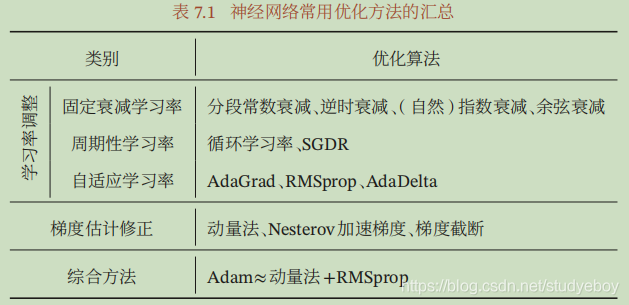 表 7.1 神经网络常用优化方法的汇总
类别 优化算法
学习率调整
固定衰减学习率 分段常数衰减、逆时衰减、(自然)指数衰减、余弦衰减
周期性学习率 循环学习率、SGDR
自适应学习率 AdaGrad、RMSprop、AdaDelta
梯度估计修正 动量法、Nesterov加速梯度、梯度截断
综合方法 Adam≈动量法+RMSprop
https://blog.csdn.net/studyeboy